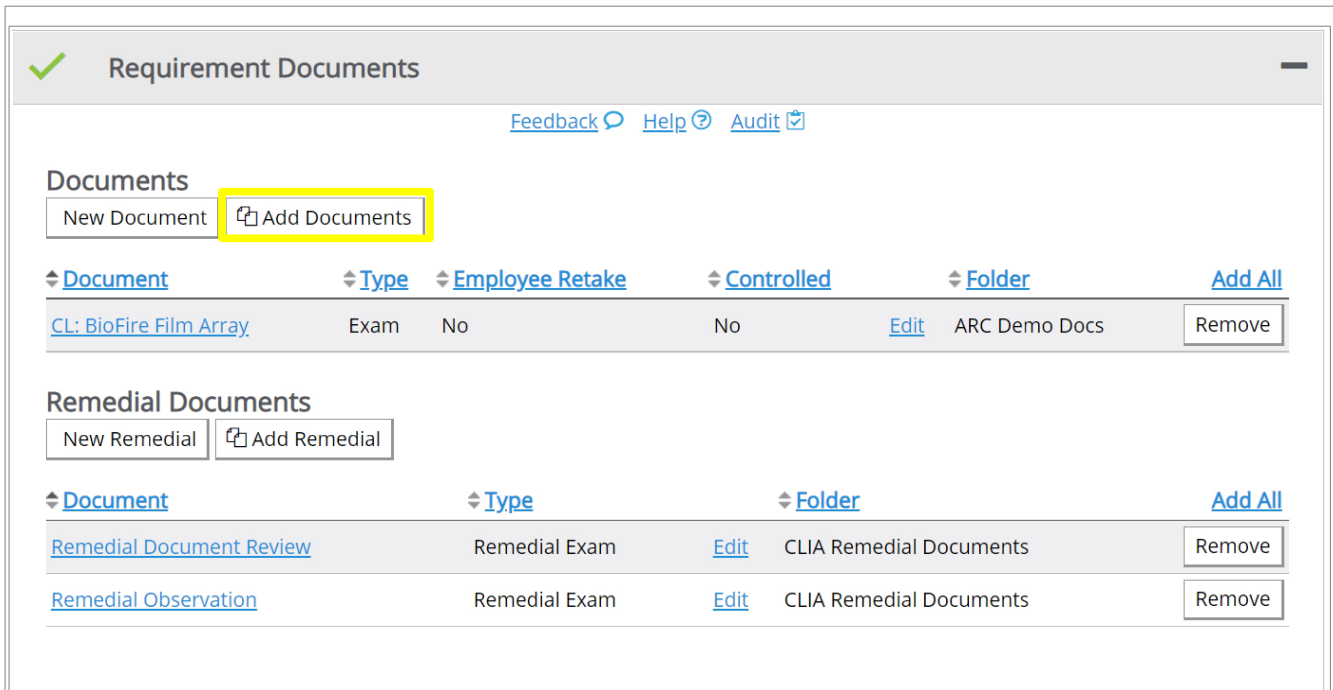 Requirement Documents
Feedback Help Audit
Documents
New Document Add Documents
Document Type Employee Retake Controlled Folder Add All
CL: BioFire Film Array Exam No No Edit ARC Demo Docs Remove
Remedial Documents
New Remedial Add Remedial
Document Type Folder Add All
Remedial Document Review Remedial Exam Edit CLIA Remedial Documents Remove
Remedial Observation Remedial Exam Edit CLIA Remedial Documents Remove